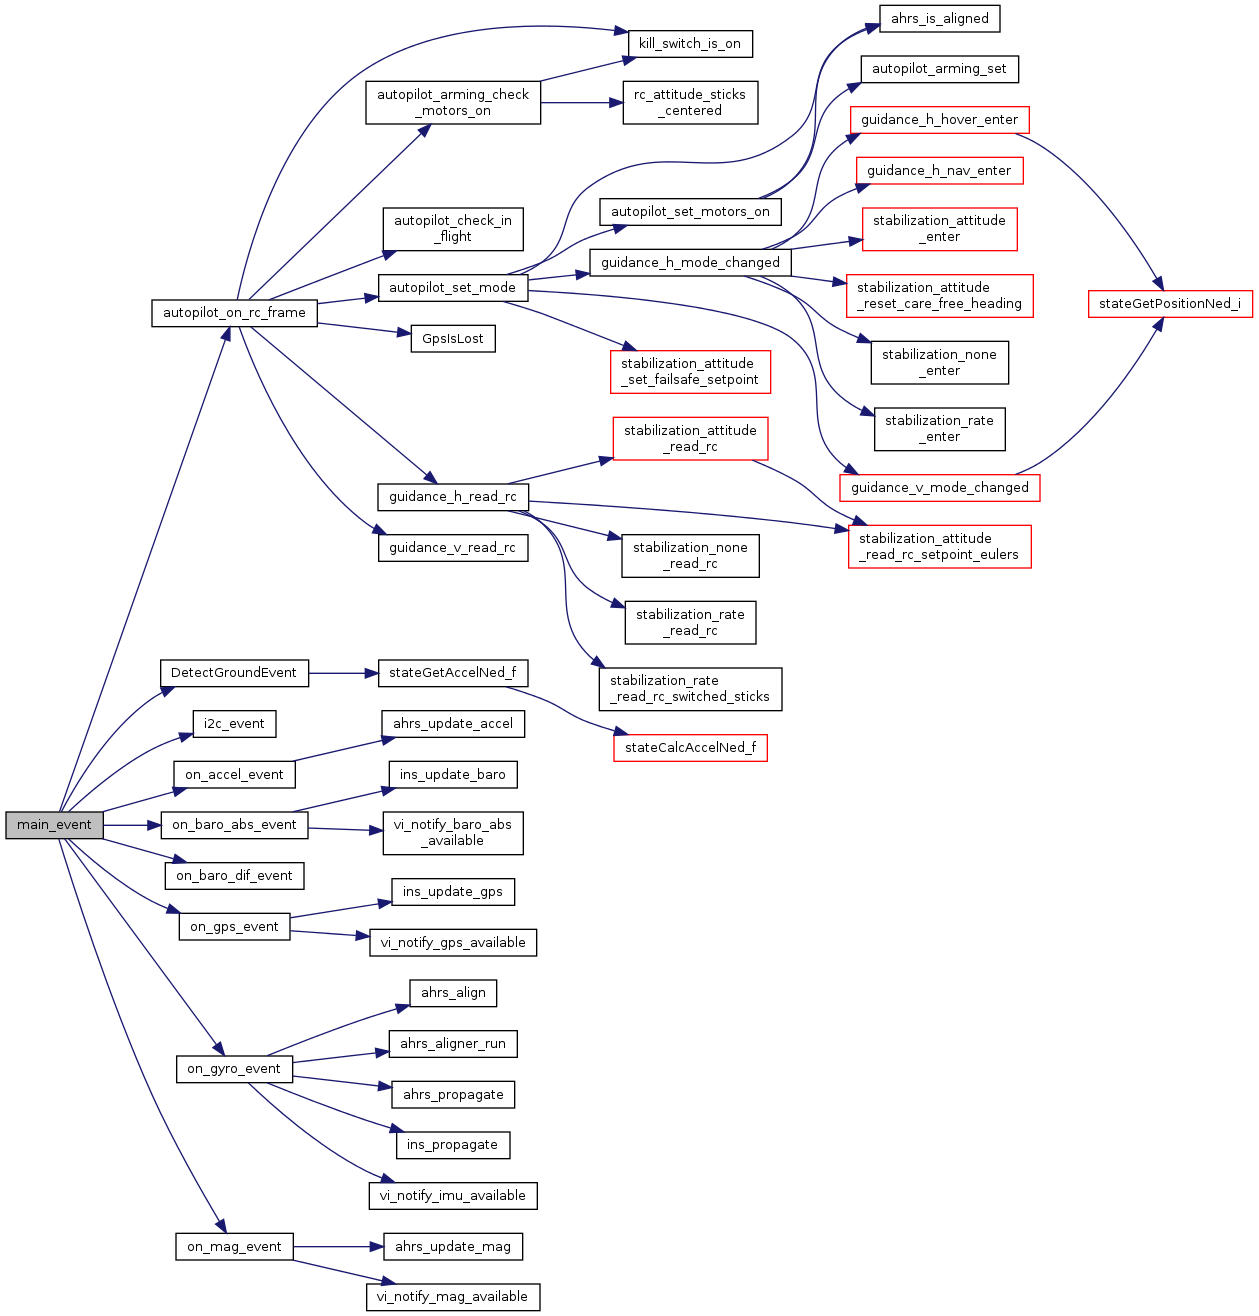 ahrs_is_aligned
kill_switch_is_on
autopilot_arming_set
autopilot_arming_check
_motors_on
rc_attitude_sticks
_centered
guidance_h_hover_enter
guidance_h_nav_enter
autopilot_set_motors_on
autopilot_check_in
_flight
stabilization_attitude
_enter
guidance_h_mode_changed
autopilot_set_mode
stabilization_attitude
_reset_care_free_heading
stateGetPositionNed_i
autopilot_on_rc_frame
GpsIsLost
stabilization_none
_enter
stabilization_attitude
_set_failsafe_setpoint
stabilization_rate
_enter
stabilization_attitude
_read_rc
guidance_v_mode_changed
guidance_h_read_rc
stabilization_attitude
_read_rc_setpoint_eulers
guidance_v_read_rc
stabilization_none
_read_rc
stabilization_rate
_read_rc
DetectGroundEvent
stateGetAccelNed_f
stabilization_rate
_read_rc_switched_sticks
i2c_event
ahrs_update_accel
stateCalcAccelNed_f
on_accel_event
ins_update_baro
main_event
on_baro_abs_event
vi_notify_baro_abs
_available
on_baro_dif_event
ins_update_gps
on_gps_event
vi_notify_gps_available
ahrs_align
ahrs_aligner_run
on_gyro_event
ahrs_propagate
ins_propagate
vi_notify_imu_available
on_mag_event
ahrs_update_mag
vi_notify_mag_available